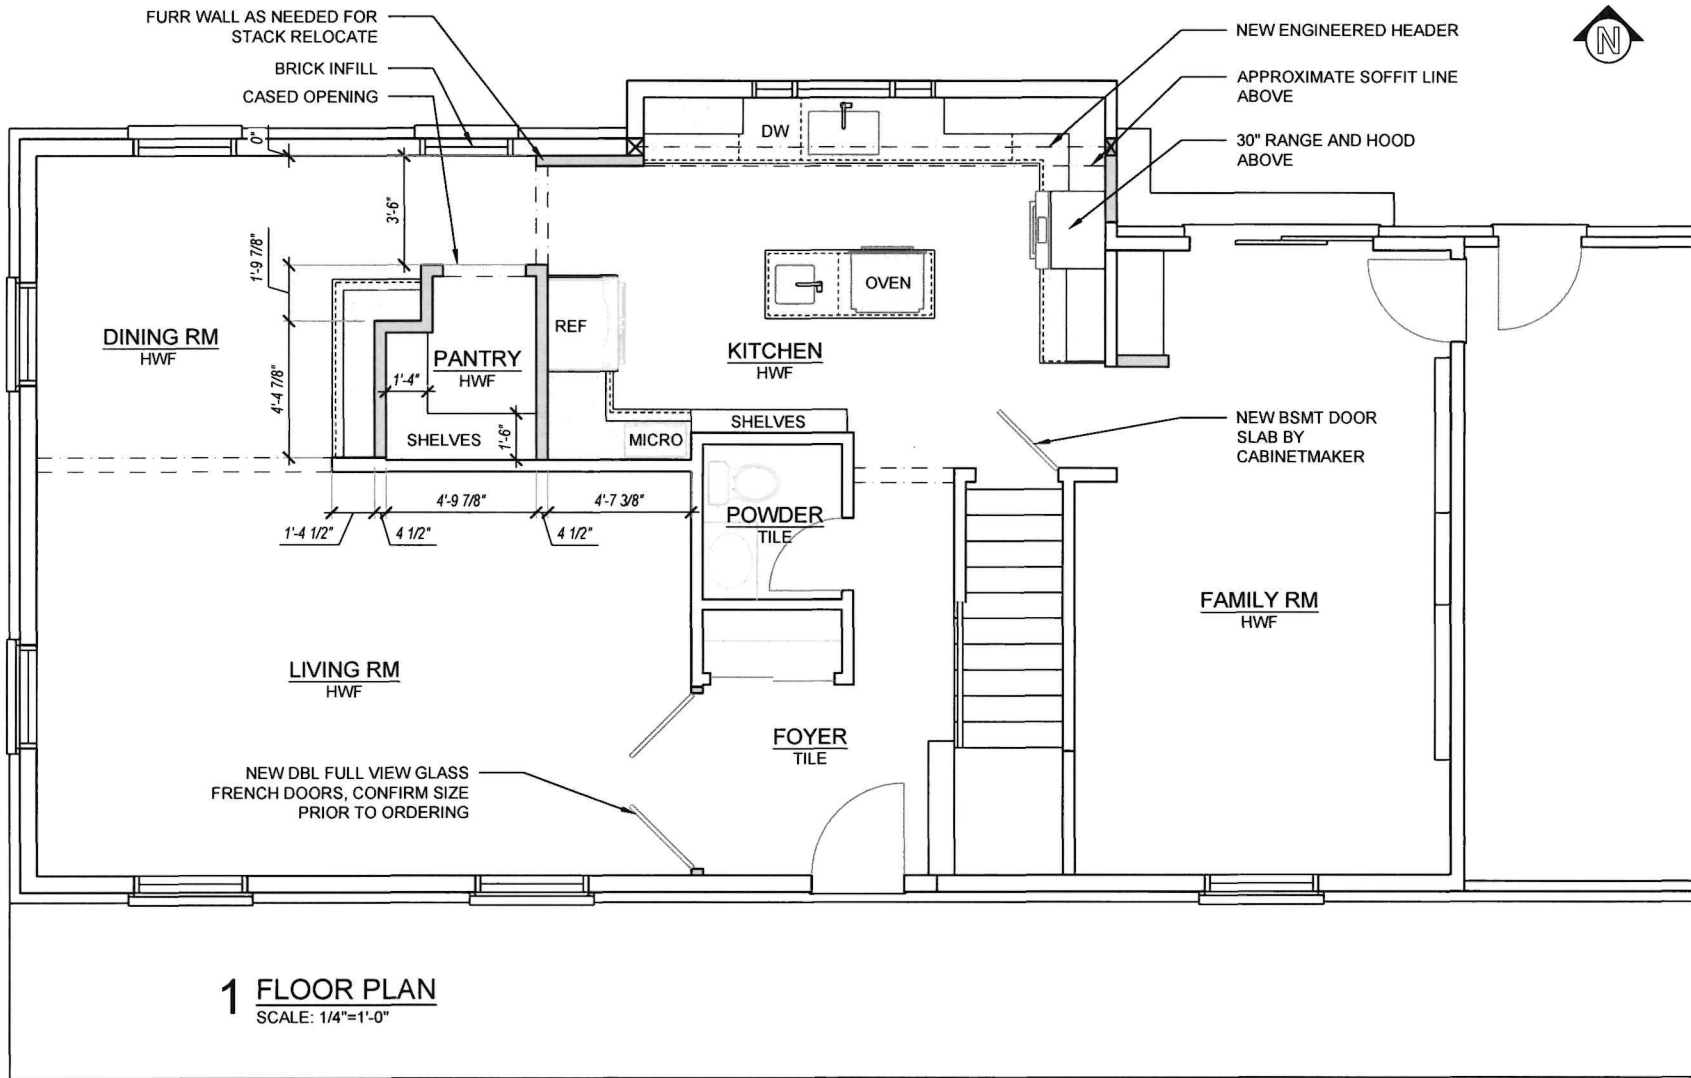 FURR WALL AS NEEDED FOR
STACK RELOCATE
BRICK INFILL
CASED OPENING
NEW ENGINEERED HEADER
APPROXIMATE SOFFIT LINE
ABOVE
30" RANGE AND HOOD
ABOVE
N
DW
0"
3'-6"
1'-9 7/8"
4'-4 7/8"
DINING RM
HWF
PANTRY
HWF
1'-4"
SHELVES
1'-6"
REF
MICRO
KITCHEN
HWF
OVEN
SHELVES
NEW BSMT DOOR
SLAB BY
CABINETMAKER
1'-4 1/2"
4 1/2"
4'-9 7/8"
4 1/2"
4'-7 3/8"
POWDER
TILE
FAMILY RM
HWF
LIVING RM
HWF
FOYER
TILE
NEW DBL FULL VIEW GLASS
FRENCH DOORS, CONFIRM SIZE
PRIOR TO ORDERING
1 FLOOR PLAN
SCALE: 1/4"=1'-0"